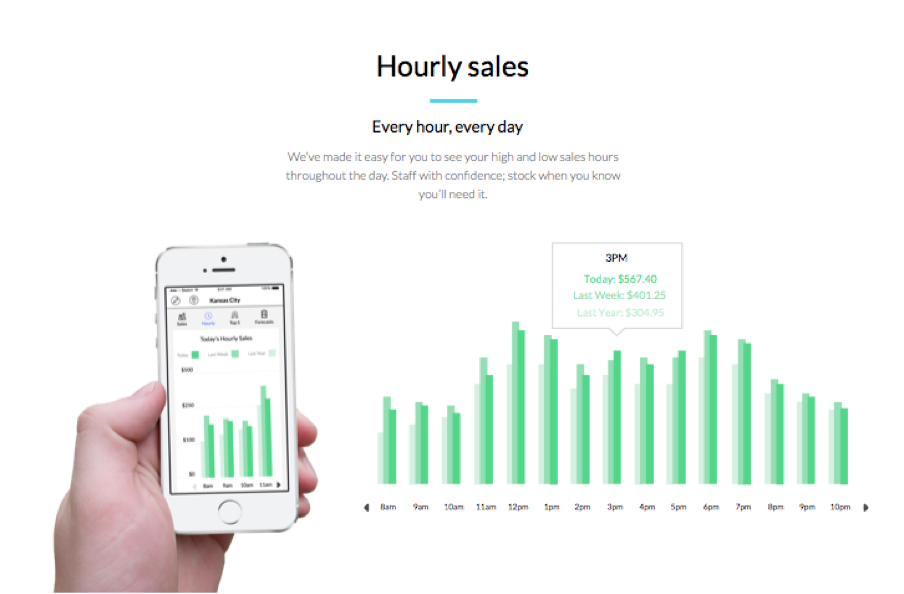 Hourly sales
Every hour, every day
We've made it easy for you to see your high and low sales hours
throughout the day. Staff with confidence; stock when you know
you'll need it.
3PM
Today: $567.40
Last Week: $401.25
Last Year: $304.95
8am 9am 10am 11am 12pm 1pm 2pm 3pm 4pm 5pm 6pm 7pm 8pm 9pm 10pm
Kansas City
Sales Hourly Top 5 Forecasts
Today's Hourly Sales
Today Last Week Last Year
$500
$250
$100
$0
8am 9am 10am 11am